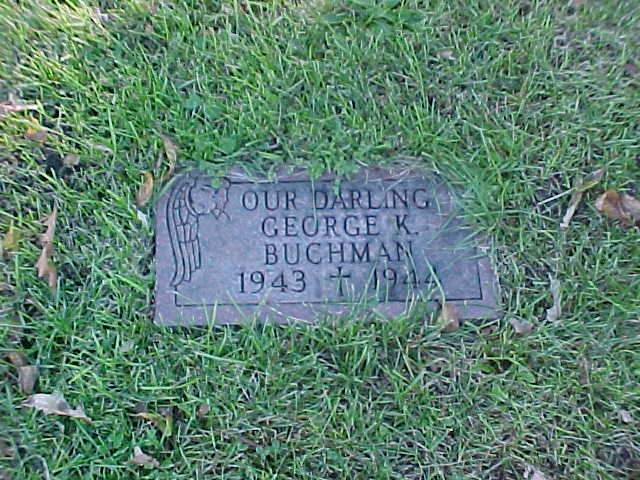 OUR DARLING
GEORGE K.
BUCHMAN
1943 ✝ 1944